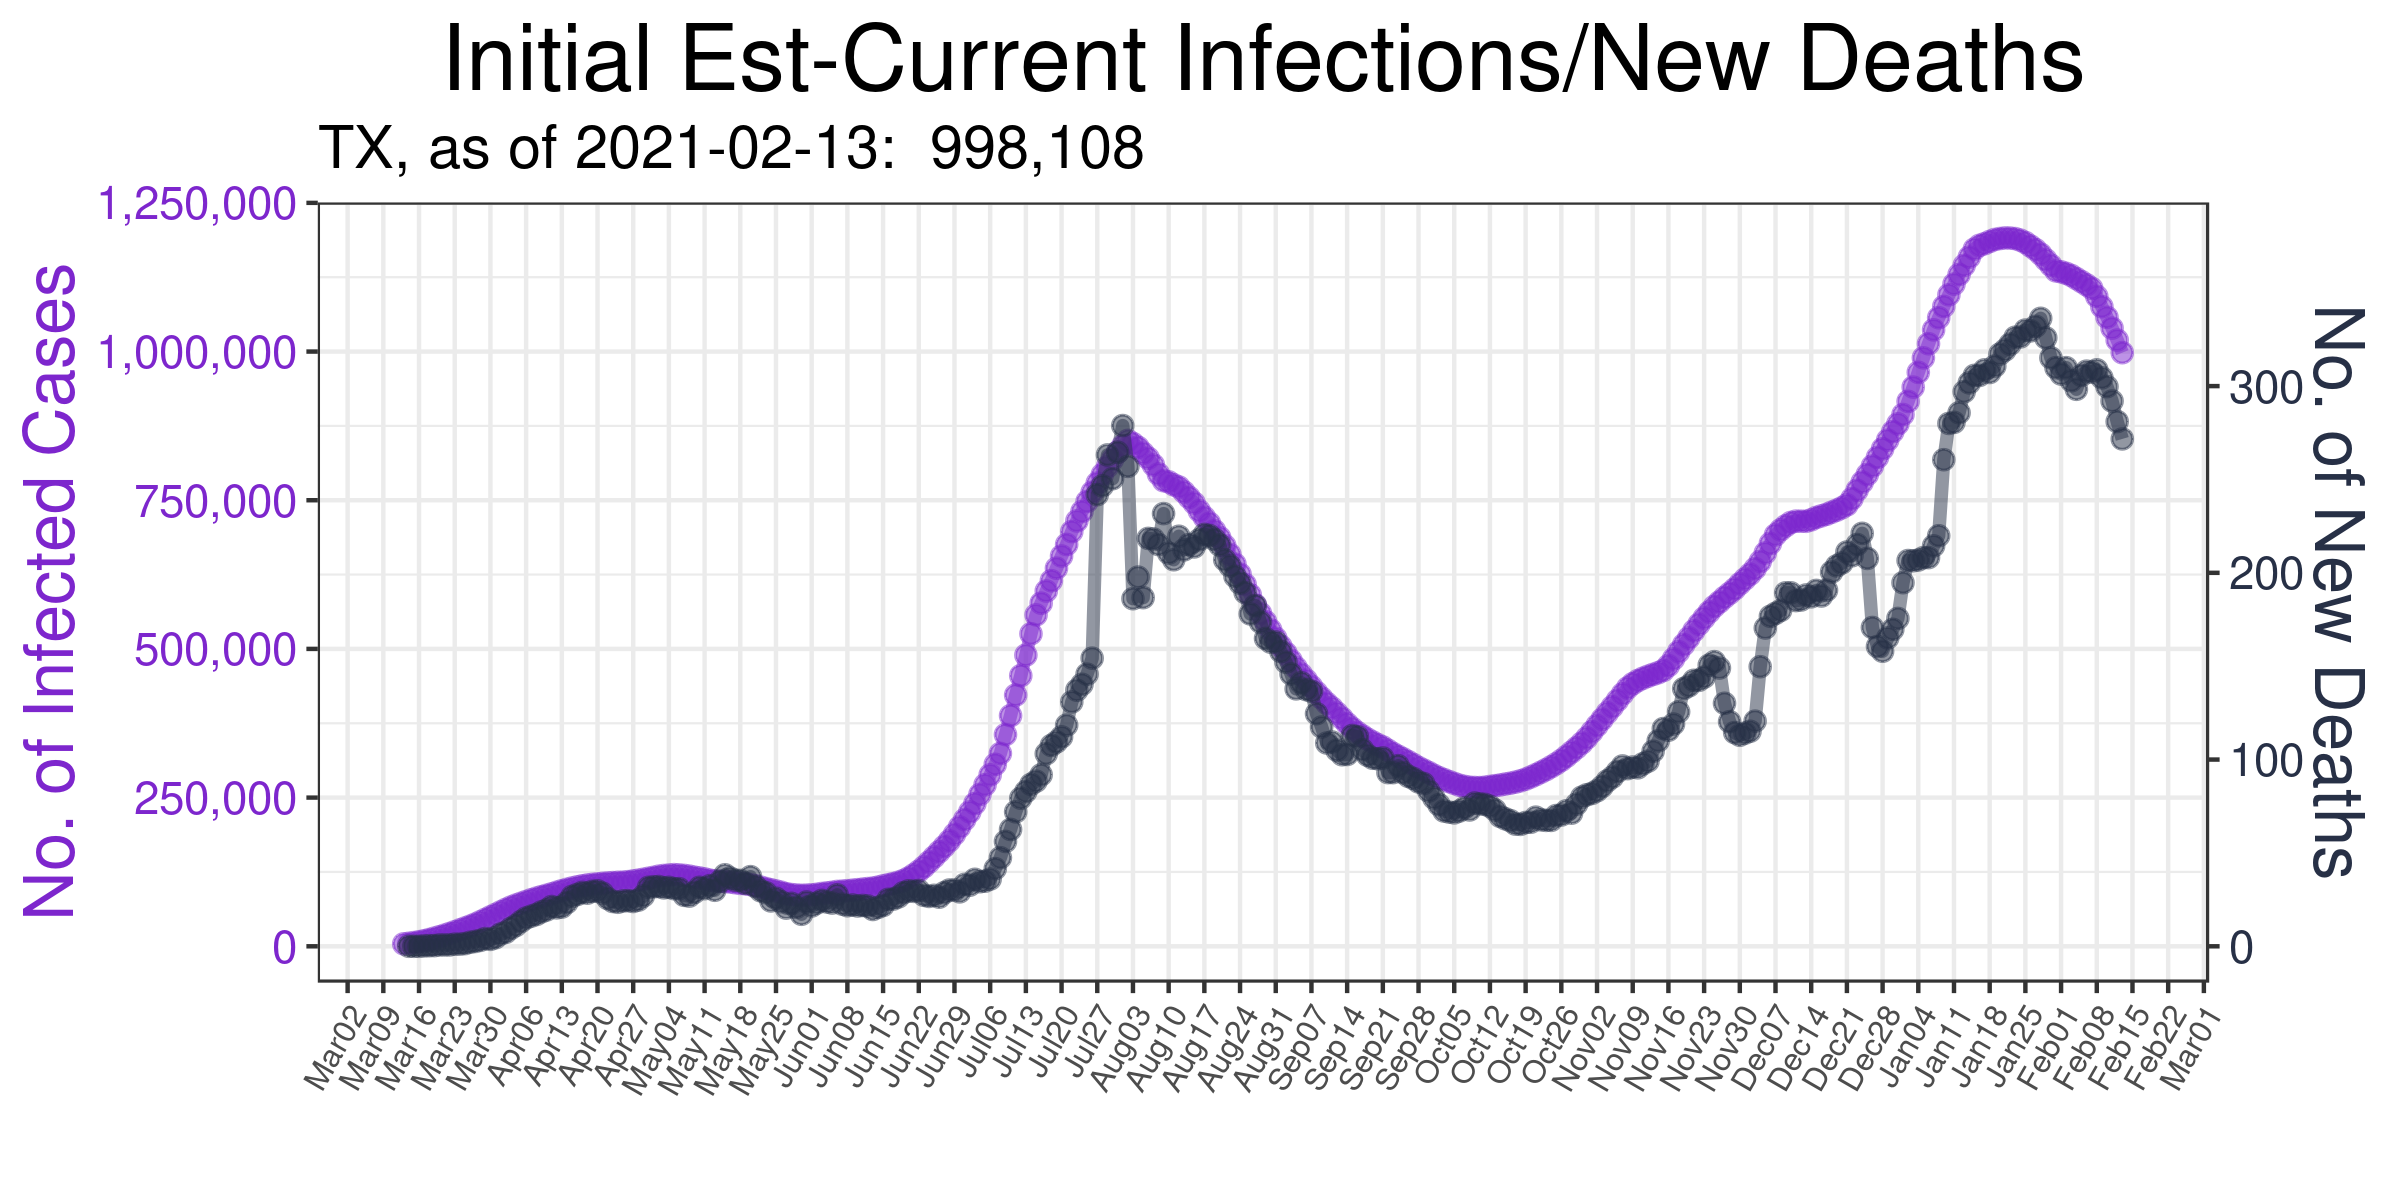 Initial Est-Current Infections/New Deaths
TX, as of 2021-02-13:  998,108
No. of Infected Cases
1,250,000
1,000,000
750,000
500,000
250,000
0
No. of New Deaths
300
200
100
0
Mar02
Mar09
Mar16
Mar23
Mar30
Apr06
Apr13
Apr20
Apr27
May04
May11
May18
May25
Jun01
Jun08
Jun15
Jun22
Jun29
Jul06
Jul13
Jul20
Jul27
Aug03
Aug10
Aug17
Aug24
Aug31
Sep07
Sep14
Sep21
Sep28
Oct05
Oct12
Oct19
Oct26
Nov02
Nov09
Nov16
Nov23
Nov30
Dec07
Dec14
Dec21
Dec28
Jan04
Jan11
Jan18
Jan25
Feb01
Feb08
Feb15
Feb22
Mar01